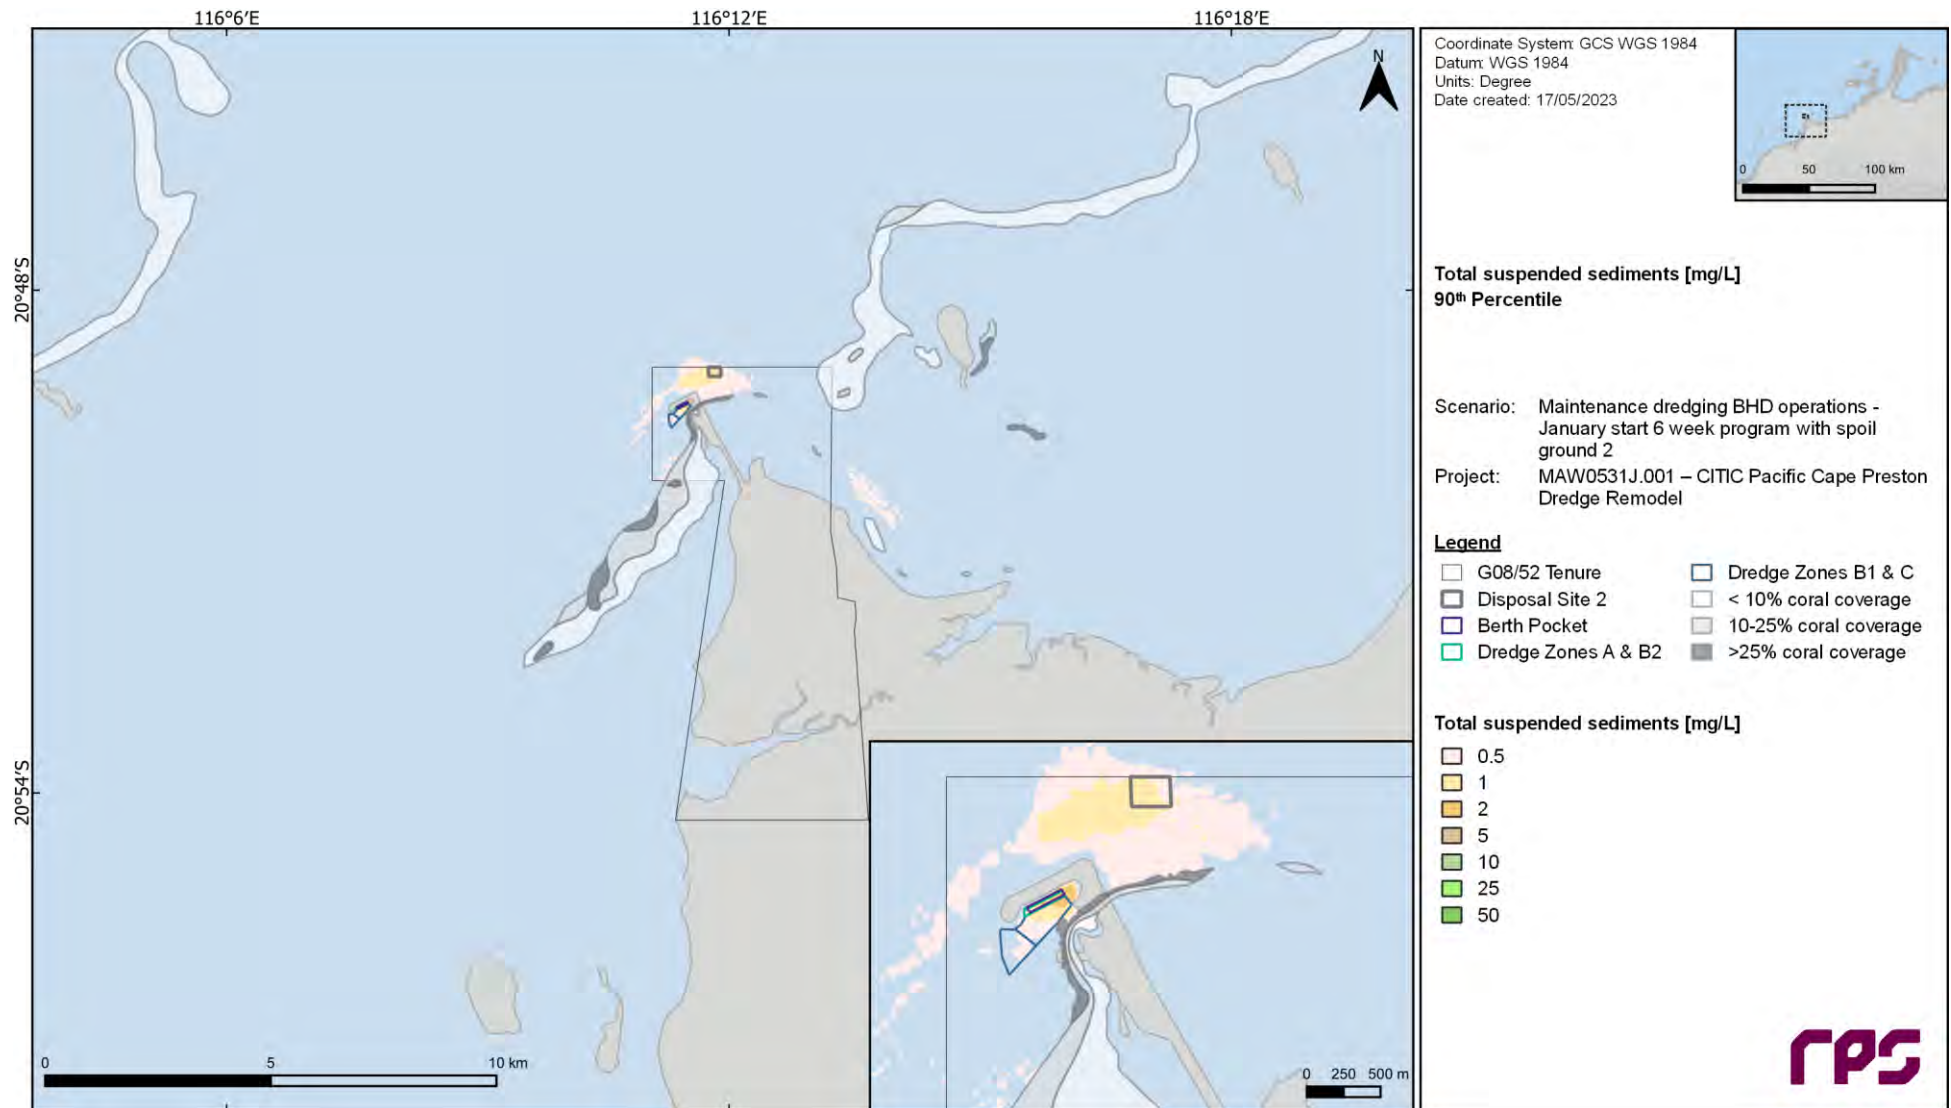 116°6′E
116°12′E
116°18′E
20°48′S
20°54′S
N
0 5 10 km
0 250 500 m
Coordinate System: GCS WGS 1984
Datum: WGS 1984
Units: Degree
Date created: 17/05/2023
0 50 100 km
Total suspended sediments [mg/L]
90th Percentile
Scenario: Maintenance dredging BHD operations -
January start 6 week program with spoil
ground 2
Project: MAW0531J.001 – CITIC Pacific Cape Preston
Dredge Remodel
Legend
G08/52 Tenure
Disposal Site 2
Berth Pocket
Dredge Zones A & B2
Dredge Zones B1 & C
< 10% coral coverage
10-25% coral coverage
>25% coral coverage
Total suspended sediments [mg/L]
0.5
1
2
5
10
25
50
rps